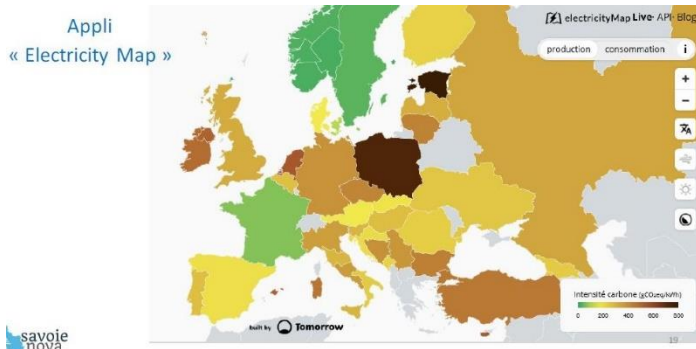 Appli
« Electricity Map »
electricityMap Live· API· Blog
production consommation i
+
−
Intensité carbone (gCO₂eq/kWh)
0 200 400 600 800
built by Tomorrow
19
savoie
nova